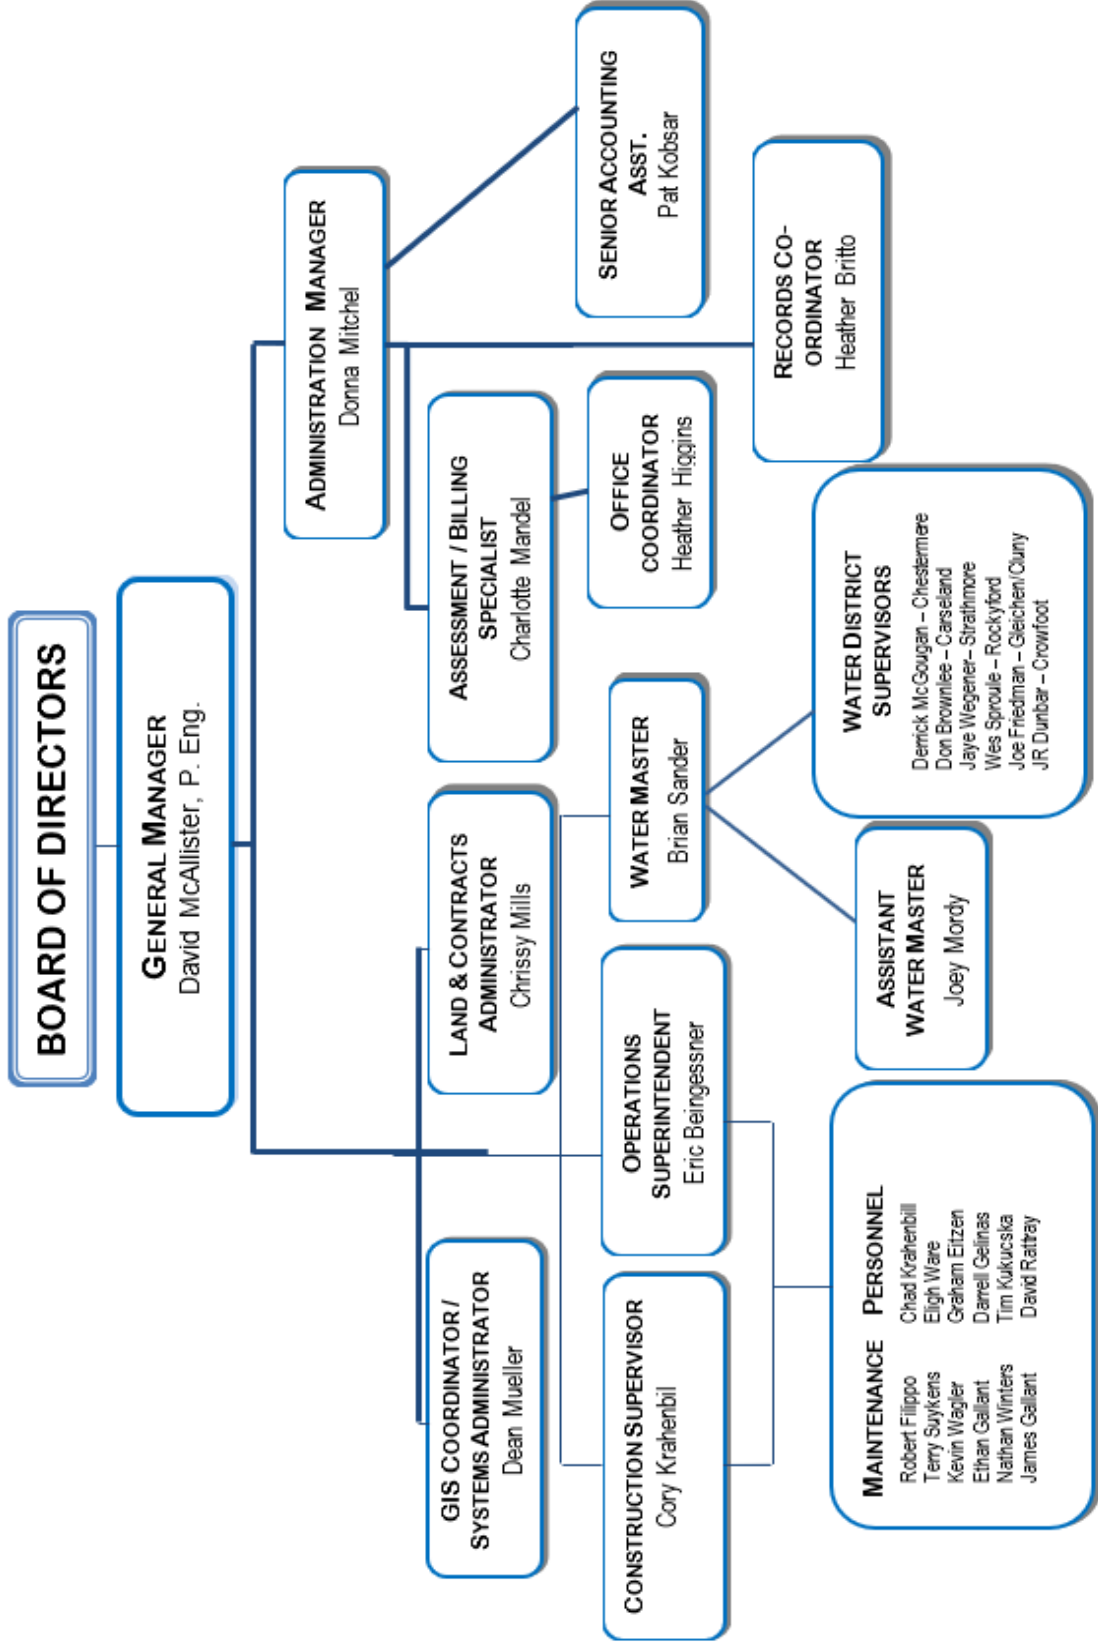 BOARD OF DIRECTORS
GENERAL MANAGER
David McAllister, P. Eng.
ADMINISTRATION MANAGER
Donna Mitchel
GIS COORDINATOR /
SYSTEMS ADMINISTRATOR
Dean Mueller
LAND & CONTRACTS
ADMINISTRATOR
Chrissy Mills
ASSESSMENT / BILLING
SPECIALIST
Charlotte Mandel
SENIOR ACCOUNTING
ASST.
Pat Kobsar
CONSTRUCTION SUPERVISOR
Cory Krahenbil
OPERATIONS
SUPERINTENDENT
Eric Beingessner
WATER MASTER
Brian Sander
OFFICE
COORDINATOR
Heather Higgins
RECORDS CO-
ORDINATOR
Heather Britto
MAINTENANCE PERSONNEL
Robert Filippo Chad Krahenbill
Terry Suykens Eligh Ware
Kevin Wagler Graham Eitzen
Ethan Gallant Darrell Gelinas
Nathan Winters Tim Kukucska
James Gallant David Rattray
ASSISTANT
WATER MASTER
Joey Mordy
WATER DISTRICT
SUPERVISORS
Derrick McGougan – Chestermere
Don Brownlee – Carseland
Jaye Wegener– Strathmore
Wes Sproule – Rockyford
Joe Friedman – Gleichen/Cluny
JR Dunbar – Crowfoot